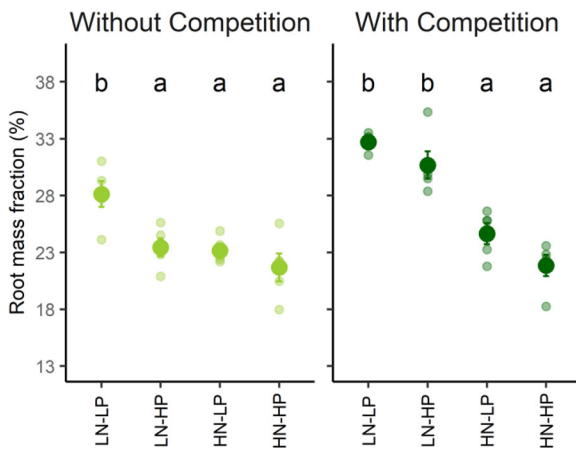 Without Competition With Competition
b a a a b b a a
Root mass fraction (%)
38
33
28
23
18
13
LN-LP LN-HP HN-LP HN-HP LN-LP LN-HP HN-LP HN-HP